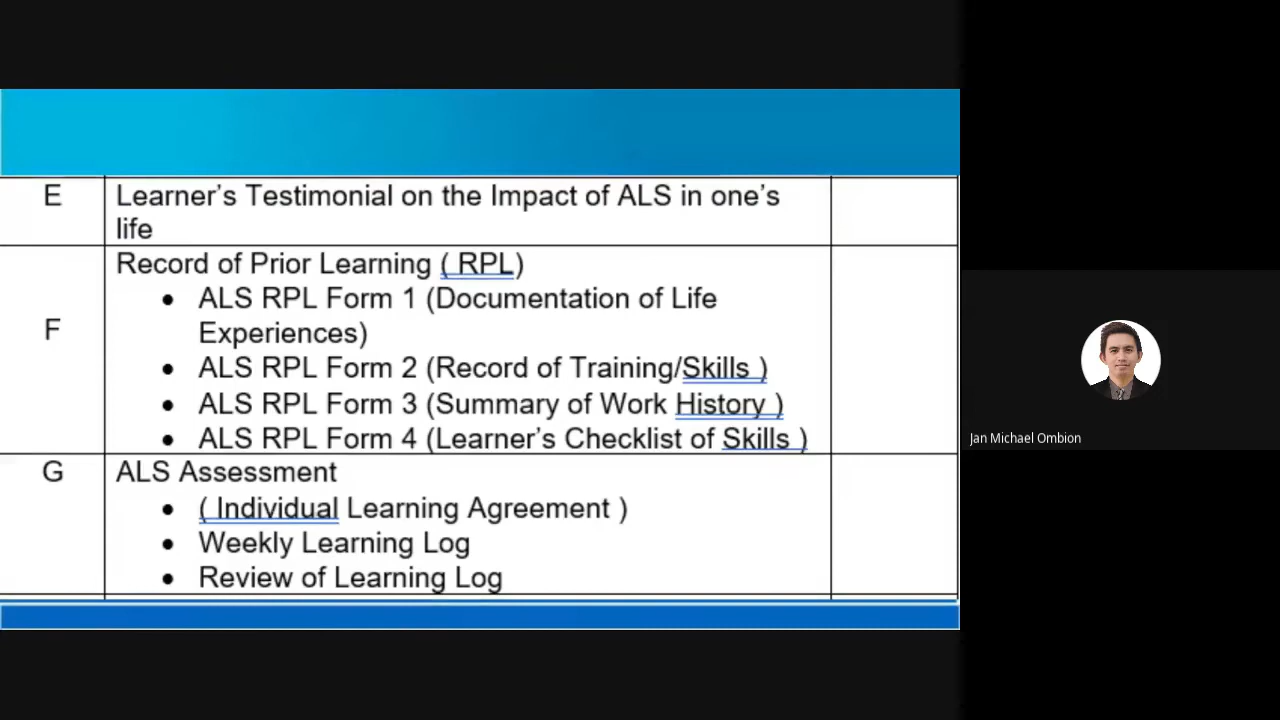 E
Learner’s Testimonial on the Impact of ALS in one’s
life
F
Record of Prior Learning ( RPL)
• ALS RPL Form 1 (Documentation of Life
Experiences)
• ALS RPL Form 2 (Record of Training/Skills )
• ALS RPL Form 3 (Summary of Work History )
• ALS RPL Form 4 (Learner’s Checklist of Skills )
G
ALS Assessment
• ( Individual Learning Agreement )
• Weekly Learning Log
• Review of Learning Log
Jan Michael Ombion